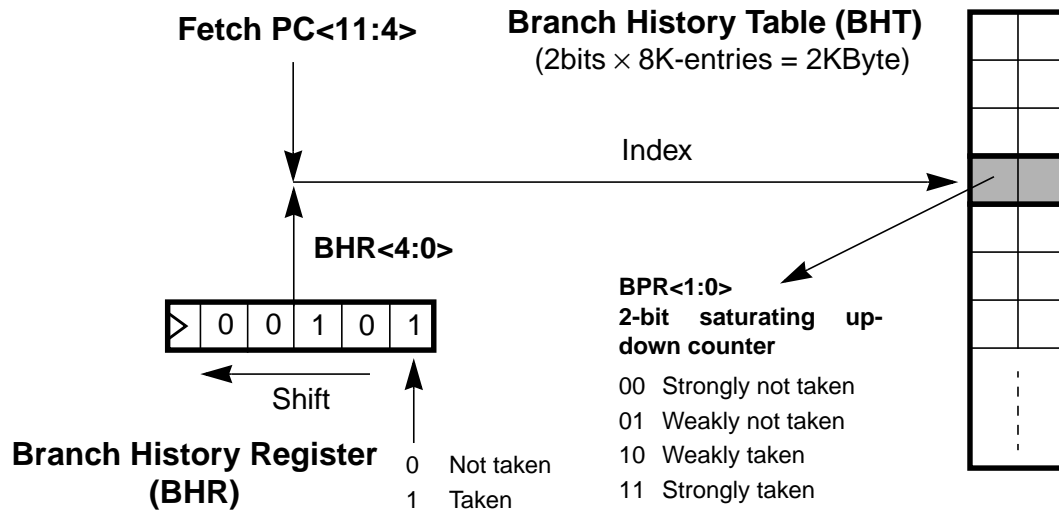 Fetch PC<11:4>
Branch History Table (BHT)
(2bits × 8K-entries = 2KByte)
Index
BHR<4:0>
0 0 1 0 1
Shift
Branch History Register
(BHR)
0 Not taken
1 Taken
BPR<1:0>
2-bit saturating up-
down counter
00 Strongly not taken
01 Weakly not taken
10 Weakly taken
11 Strongly taken